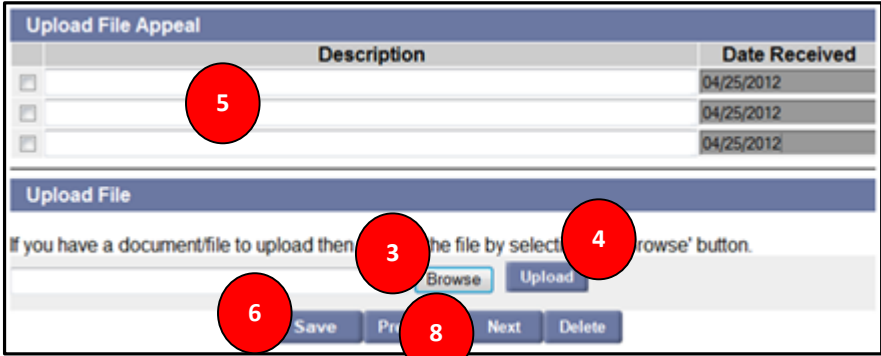 Upload File Appeal
Description Date Received
04/25/2012
5
04/25/2012
04/25/2012
Upload File
If you have a document/file to upload then he file by select rowse' button.
3 4
Browse Upload
6 Save Pre 8 Next Delete